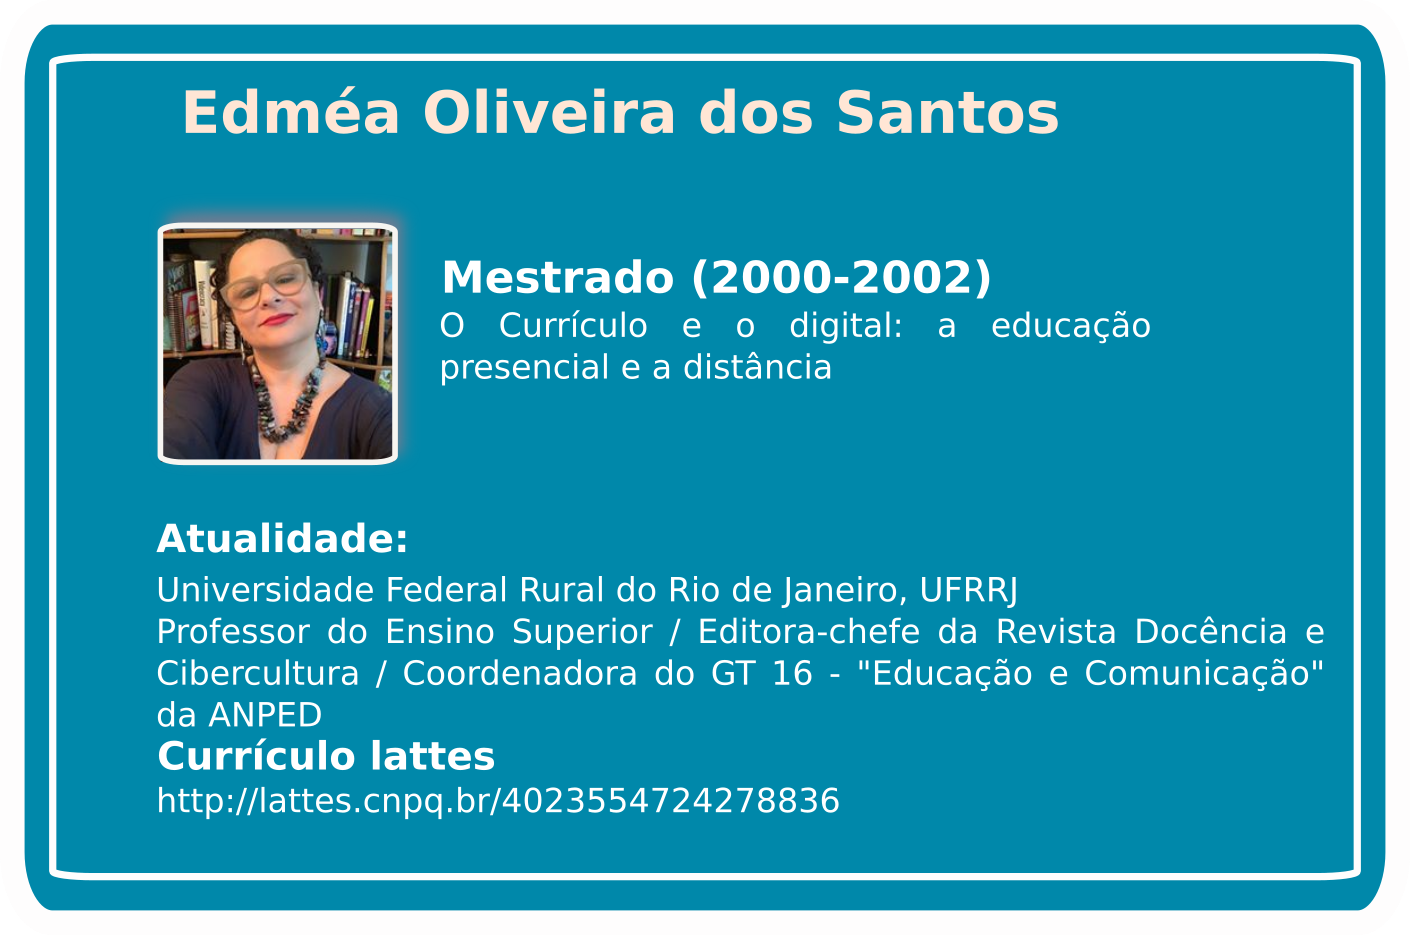 Edméa Oliveira dos Santos
Mestrado (2000-2002)
O Currículo e o digital: a educação
presencial e a distância
Atualidade:
Universidade Federal Rural do Rio de Janeiro, UFRRJ
Professor do Ensino Superior / Editora-chefe da Revista Docência e
Cibercultura / Coordenadora do GT 16 - "Educação e Comunicação"
da ANPED
Currículo lattes
http://lattes.cnpq.br/4023554724278836